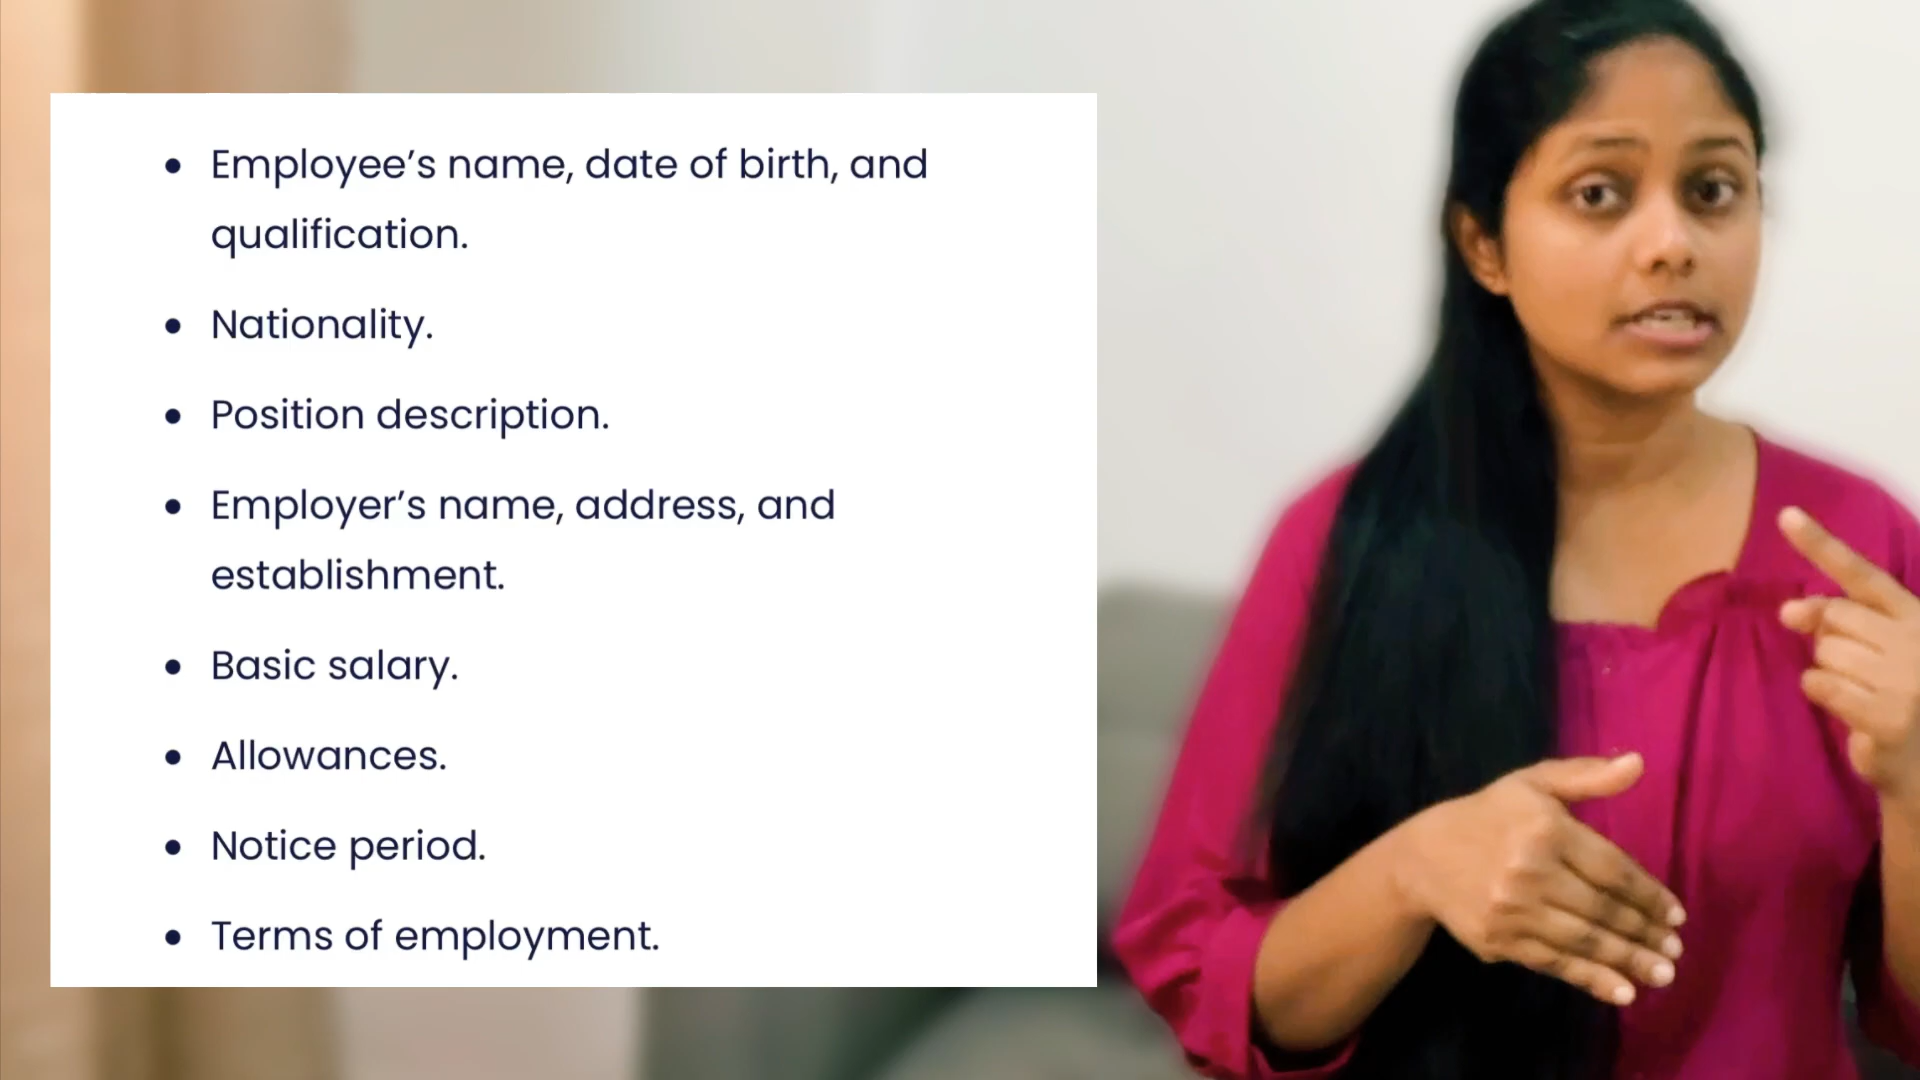 • Employee’s name, date of birth, and
qualification.
• Nationality.
• Position description.
• Employer’s name, address, and
establishment.
• Basic salary.
• Allowances.
• Notice period.
• Terms of employment.